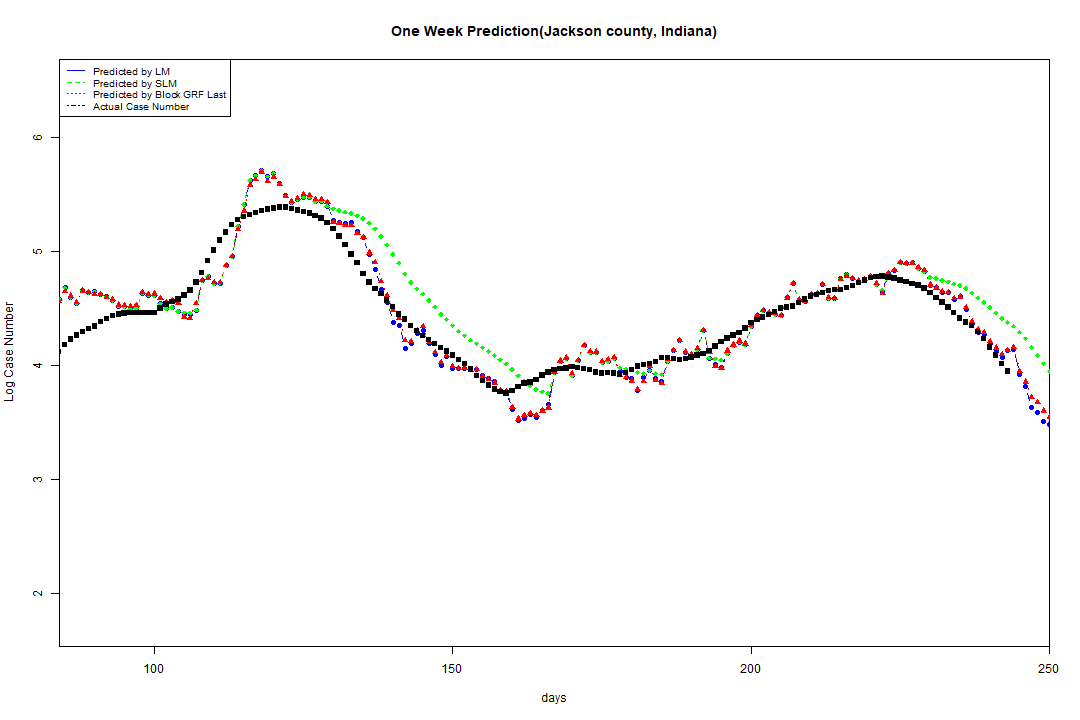 One Week Prediction(Jackson county, Indiana)
Predicted by LM
Predicted by SLM
Predicted by Block GRF Last
Actual Case Number
Log Case Number
6
5
4
3
2
100 150 200 250
days